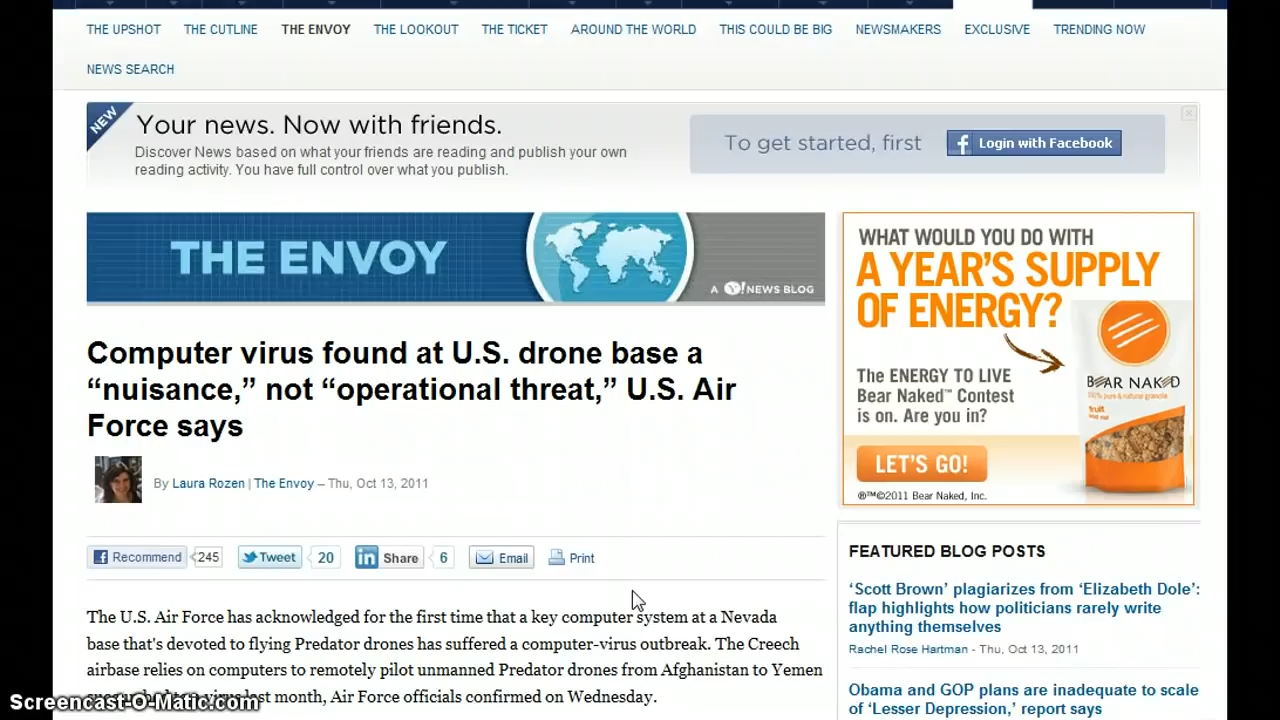 THE UPSHOT THE CUTLINE THE ENVOY THE LOOKOUT THE TICKET AROUND THE WORLD THIS COULD BE BIG NEWSMAKERS EXCLUSIVE TRENDING NOW
NEWS SEARCH
NEW
Your news. Now with friends.
Discover News based on what your friends are reading and publish your own
reading activity. You have full control over what you publish.
To get started, first
Login with Facebook
THE ENVOY
A Y! NEWS BLOG
Computer virus found at U.S. drone base a
“nuisance,” not “operational threat,” U.S. Air
Force says
By Laura Rozen | The Envoy – Thu, Oct 13, 2011
Recommend 245 Tweet 20 Share 6 Email Print
The U.S. Air Force has acknowledged for the first time that a key computer system at a Nevada
base that's devoted to flying Predator drones has suffered a computer-virus outbreak. The Creech
airbase relies on computers to remotely pilot unmanned Predator drones from Afghanistan to Yemen
last month, Air Force officials confirmed on Wednesday.
WHAT WOULD YOU DO WITH
A YEAR'S SUPPLY
OF ENERGY?
The ENERGY TO LIVE
Bear Naked™ Contest
is on. Are you in?
LET'S GO!
®™©2011 Bear Naked, Inc.
BEAR NAKED
100% pure & natural granola
fruit
and nut
FEATURED BLOG POSTS
‘Scott Brown’ plagiarizes from ‘Elizabeth Dole’:
flap highlights how politicians rarely write
anything themselves
Rachel Rose Hartman - Thu, Oct 13, 2011
Obama and GOP plans are inadequate to scale
of ‘Lesser Depression,’ report says
Screencast-O-Matic.com